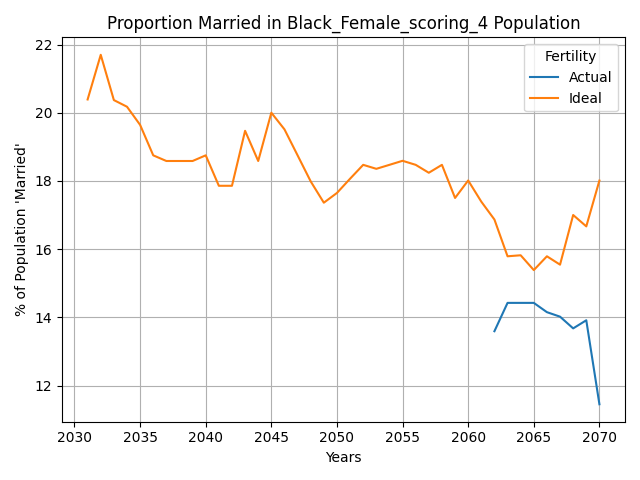 Proportion Married in Black_Female_scoring_4 Population
Fertility
Actual
Ideal
% of Population 'Married'
22
20
18
16
14
12
2030 2035 2040 2045 2050 2055 2060 2065 2070
Years